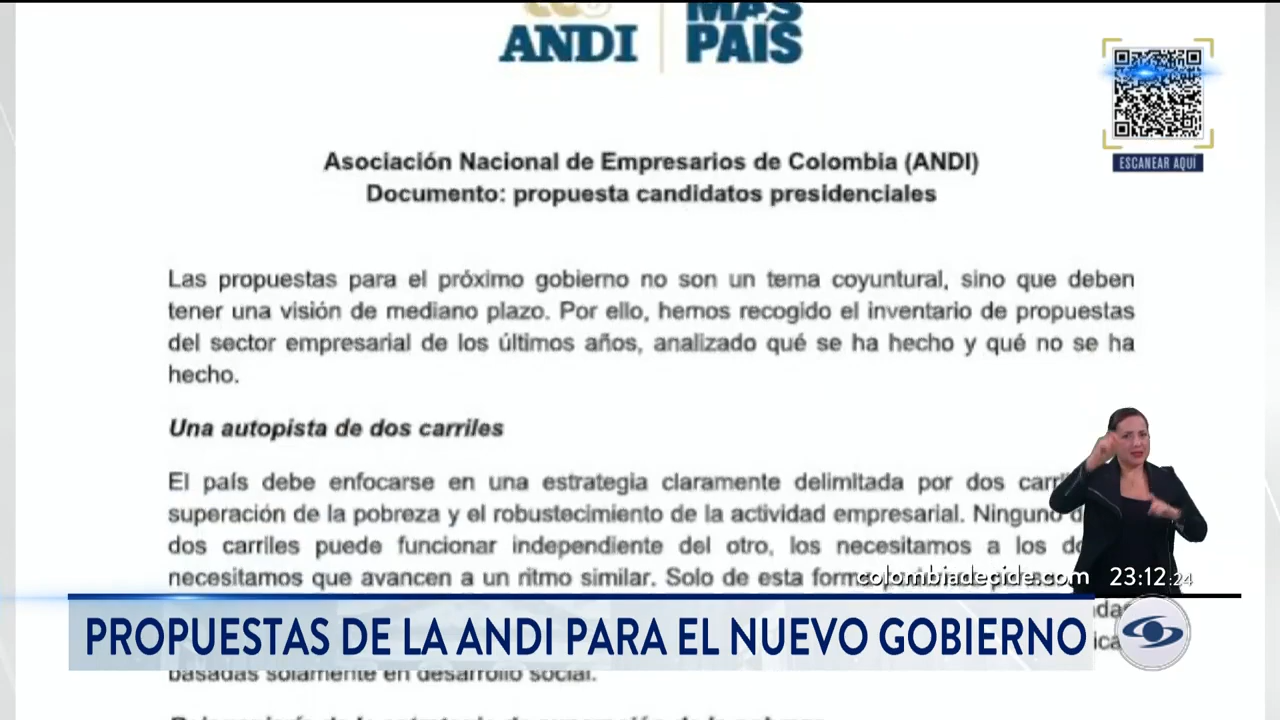 ANDI
MÁS
PAÍS
ESCANEAR AQUÍ
Asociación Nacional de Empresarios de Colombia (ANDI)
Documento: propuesta candidatos presidenciales
Las propuestas para el próximo gobierno no son un tema coyuntural, sino que deben
tener una visión de mediano plazo. Por ello, hemos recogido el inventario de propuestas
del sector empresarial de los últimos años, analizado qué se ha hecho y qué no se ha
hecho.
Una autopista de dos carriles
El país debe enfocarse en una estrategia claramente delimitada por dos
superación de la pobreza y el robustecimiento de la actividad empresarial. Ninguno
dos carriles puede funcionar independiente del otro, los necesitamos a los
necesitamos que avancen a un ritmo similar. Solo de esta
colombiadecide.com 23:12:24
PROPUESTAS DE LA ANDI PARA EL NUEVO GOBIERNO
basadas solamente en desarrollo social.